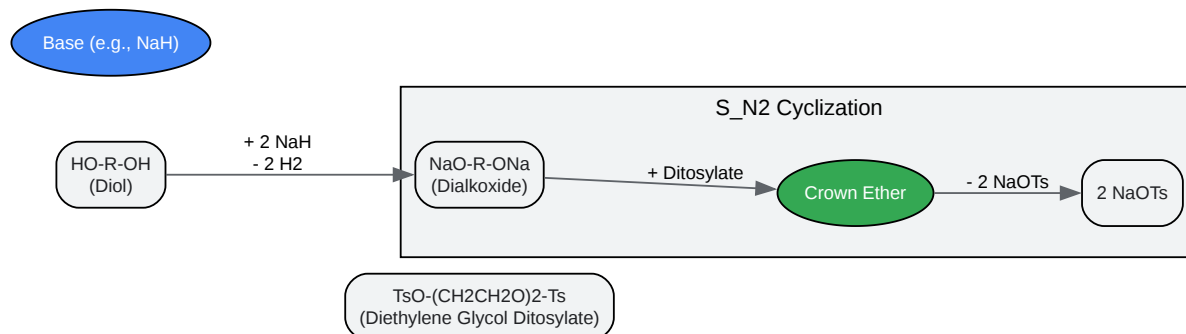 Base (e.g., NaH)
S_N2 Cyclization
HO-R-OH
(Diol)
+ 2 NaH
- 2 H2
NaO-R-ONa
(Dialkoxide)
+ Ditosylate
Crown Ether
- 2 NaOTs
2 NaOTs
TsO-(CH2CH2O)2-Ts
(Diethylene Glycol Ditosylate)